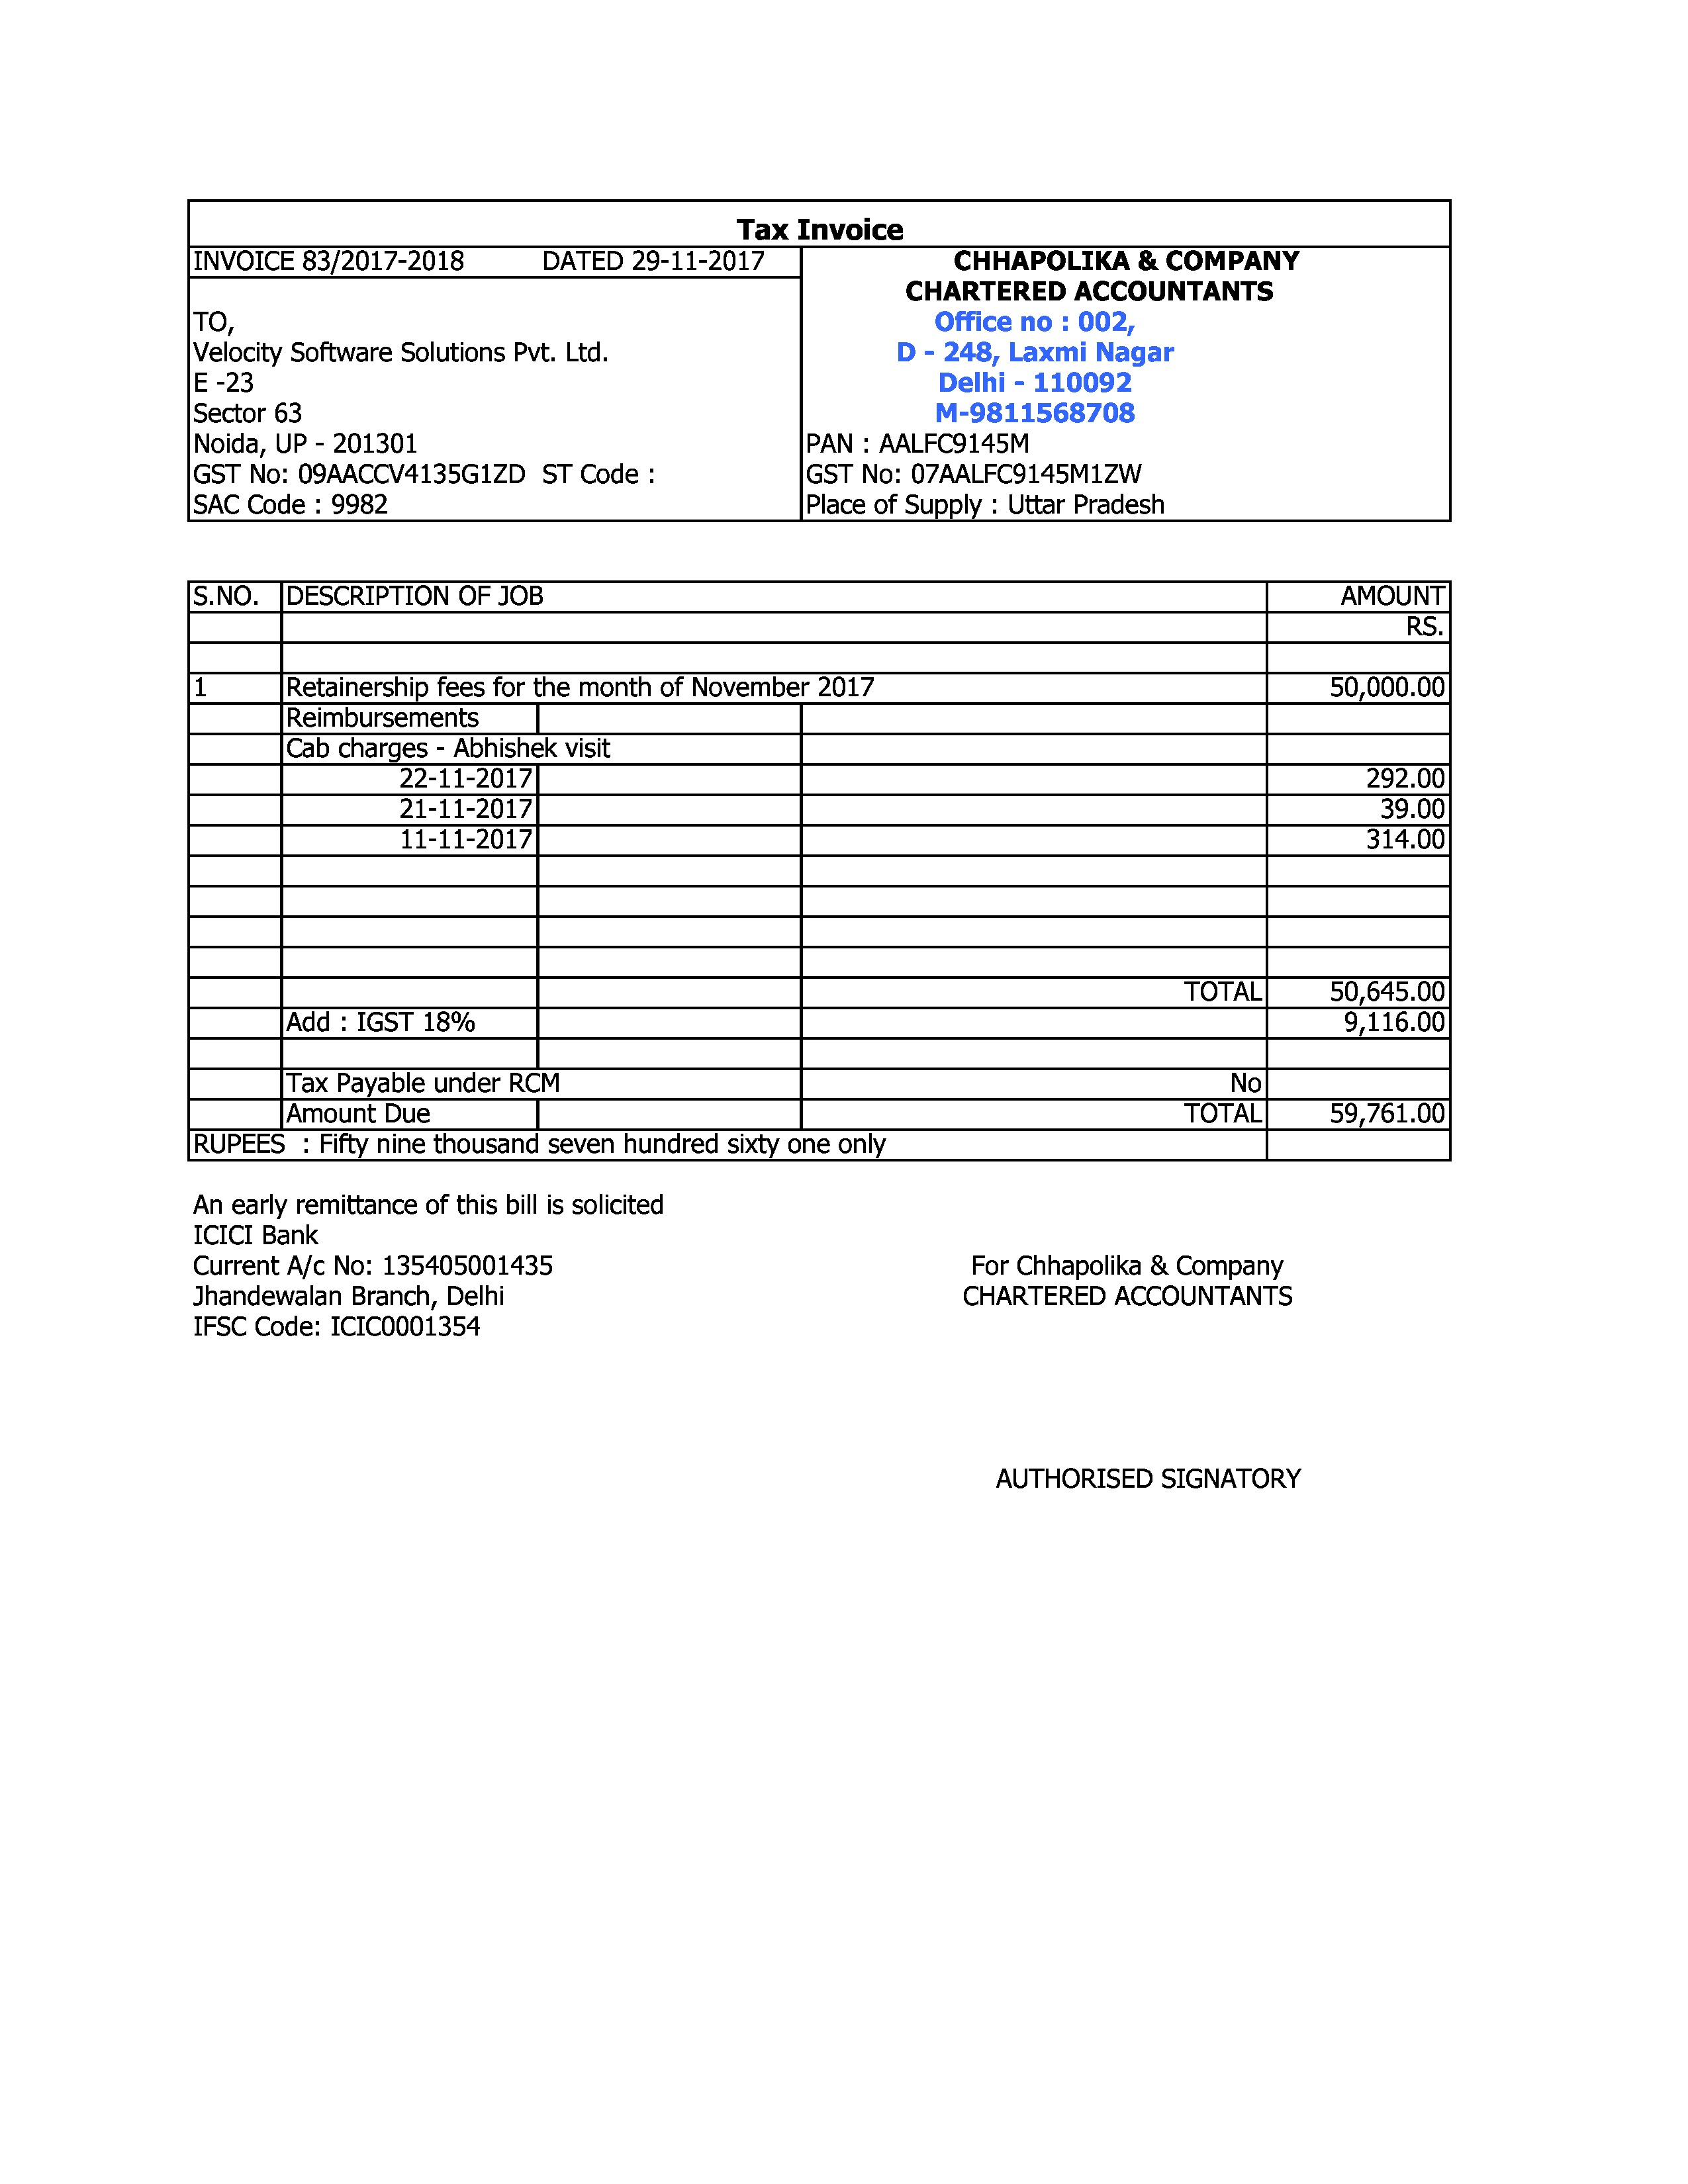 Tax Invoice
INVOICE 83/2017-2018 DATED 29-11-2017
TO,
Velocity Software Solutions Pvt. Ltd.
E -23
Sector 63
Noida, UP - 201301
GST No: 09AACCV4135G1ZD ST Code :
SAC Code : 9982
CHHAPOLIKA & COMPANY
CHARTERED ACCOUNTANTS
Office no : 002,
D - 248, Laxmi Nagar
Delhi - 110092
M-9811568708
PAN : AALFC9145M
GST No: 07AALFC9145M1ZW
Place of Supply : Uttar Pradesh
S.NO. DESCRIPTION OF JOB AMOUNT
RS.
1 Retainership fees for the month of November 2017 50,000.00
Reimbursements
Cab charges - Abhishek visit
22-11-2017 292.00
21-11-2017 39.00
11-11-2017 314.00
TOTAL 50,645.00
Add : IGST 18% 9,116.00
Tax Payable under RCM No
Amount Due TOTAL 59,761.00
RUPEES : Fifty nine thousand seven hundred sixty one only
An early remittance of this bill is solicited
ICICI Bank
Current A/c No: 135405001435
Jhandewalan Branch, Delhi
IFSC Code: ICIC0001354
For Chhapolika & Company
CHARTERED ACCOUNTANTS
AUTHORISED SIGNATORY